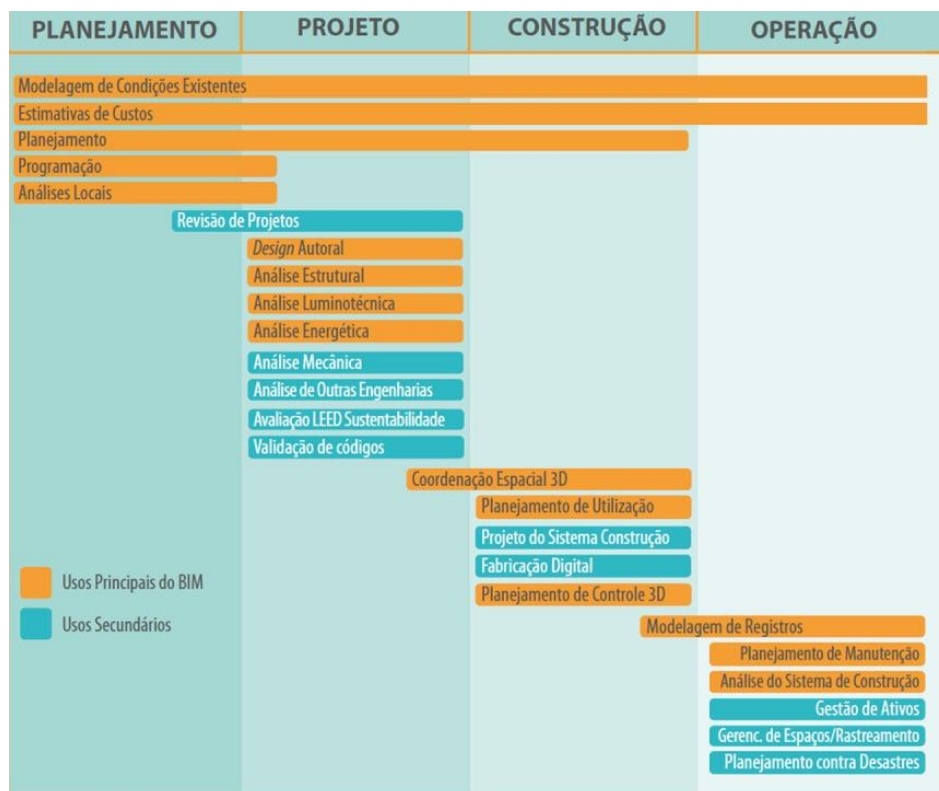 PLANEJAMENTO PROJETO CONSTRUÇÃO OPERAÇÃO
Modelagem de Condições Existentes
Estimativas de Custos
Planejamento
Programação
Análises Locais
Revisão de Projetos
Design Autoral
Análise Estrutural
Análise Luminotécnica
Análise Energética
Análise Mecânica
Análise de Outras Engenharias
Avaliação LEED Sustentabilidade
Validação de códigos
Coordenação Espacial 3D
Planejamento de Utilização
Projeto do Sistema Construção
Fabricação Digital
Planejamento de Controle 3D
Usos Principais do BIM
Usos Secundários
Modelagem de Registros
Planejamento de Manutenção
Análise do Sistema de Construção
Gestão de Ativos
Gerenc. de Espaços/Rastreamento
Planejamento contra Desastres